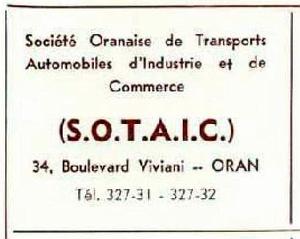 Société Oranaise de Transports
Automobiles d'Industrie et de
Commerce
(S.O.T.A.I.C.)
34, Boulevard Viviani -- ORAN
Tél. 327-31 - 327-32